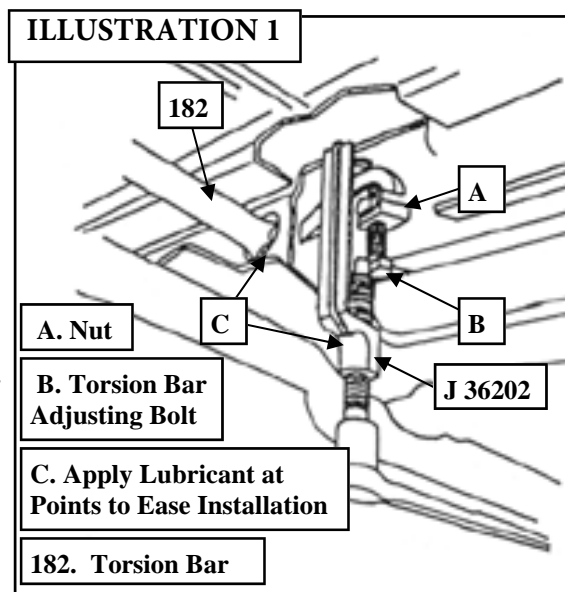 ILLUSTRATION 1
182
A
C
B
A. Nut
J 36202
B. Torsion Bar
Adjusting Bolt
C. Apply Lubricant at
Points to Ease Installation
182. Torsion Bar